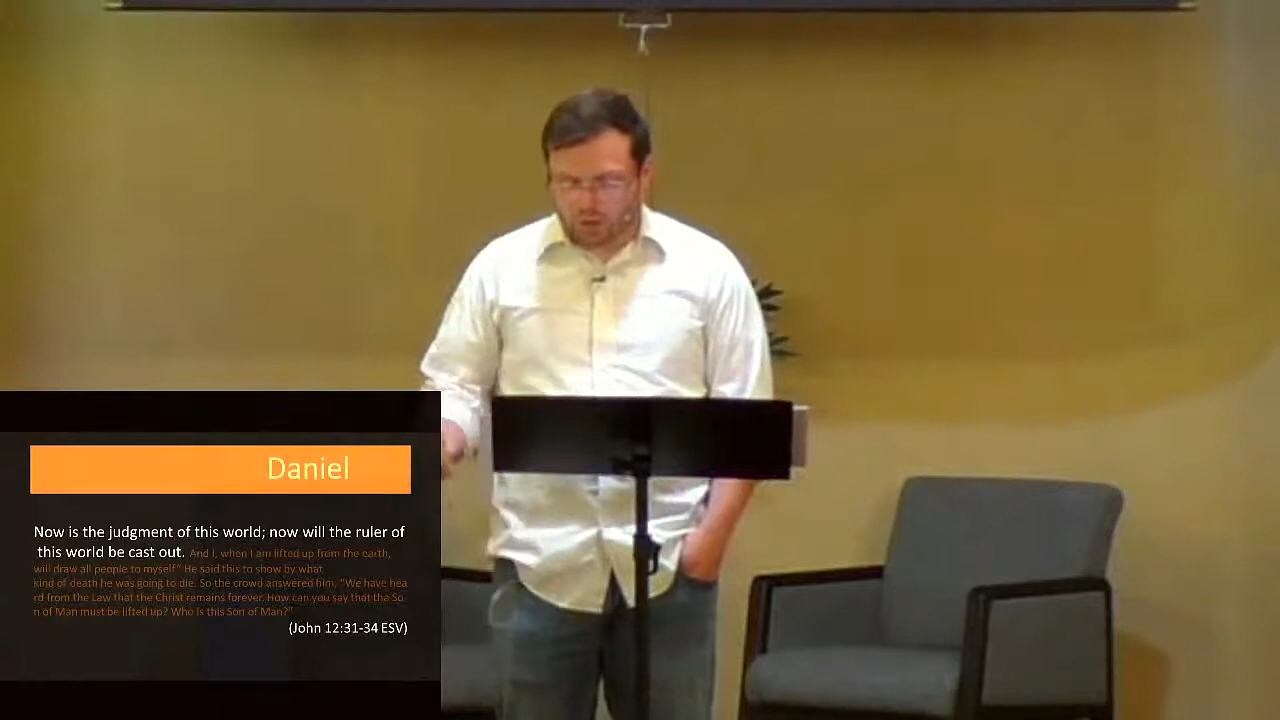 Daniel
Now is the judgment of this world; now will the ruler of
this world be cast out. And I, when I am lifted up from the earth,
will draw all people to myself." He said this to show by what
kind of death he was going to die. So the crowd answered him, "We have hea
rd from the Law that the Christ remains forever. How can you say that the So
n of Man must be lifted up? Who is this Son of Man?"
(John 12:31-34 ESV)